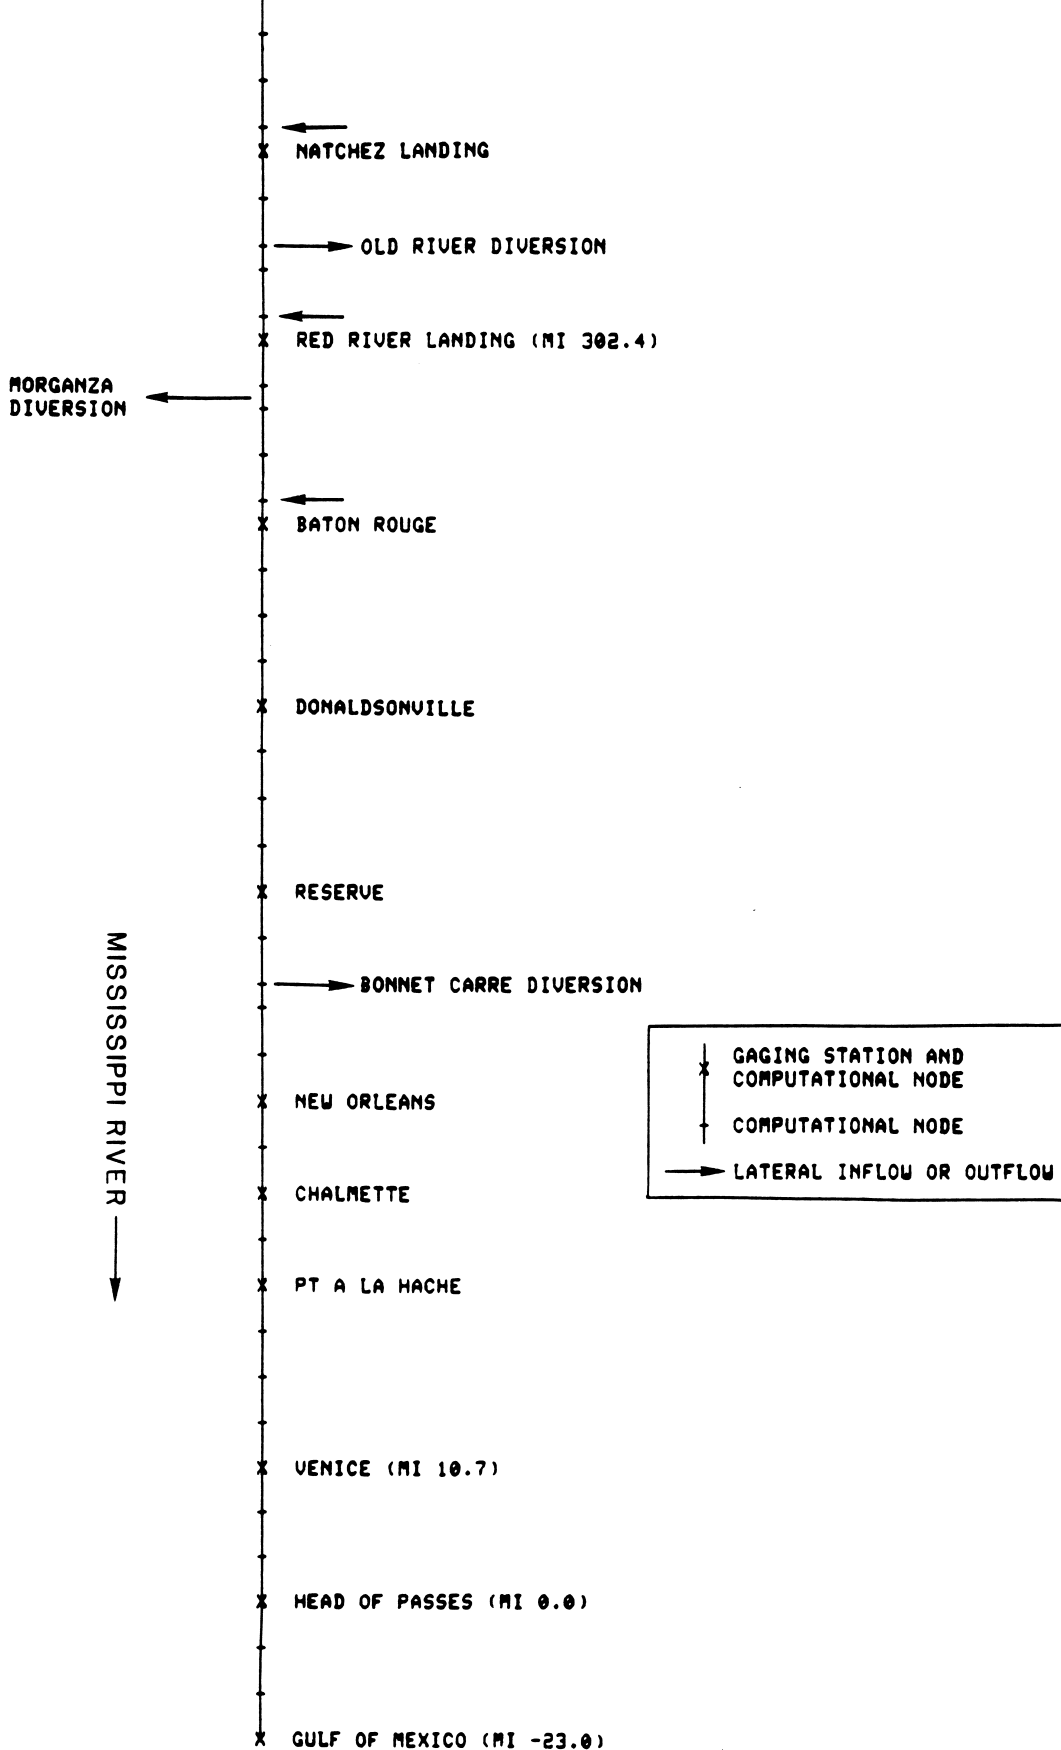 NATCHEZ LANDING
OLD RIVER DIVERSION
RED RIVER LANDING (MI 302.4)
MORGANZA
DIVERSION
BATON ROUGE
DONALDSONVILLE
RESERVE
MISSISSIPPI RIVER
BONNET CARRE DIVERSION
GAGING STATION AND
COMPUTATIONAL NODE
COMPUTATIONAL NODE
LATERAL INFLOW OR OUTFLOW
NEW ORLEANS
CHALMETTE
PT A LA HACHE
VENICE (MI 10.7)
HEAD OF PASSES (MI 0.0)
GULF OF MEXICO (MI -23.0)